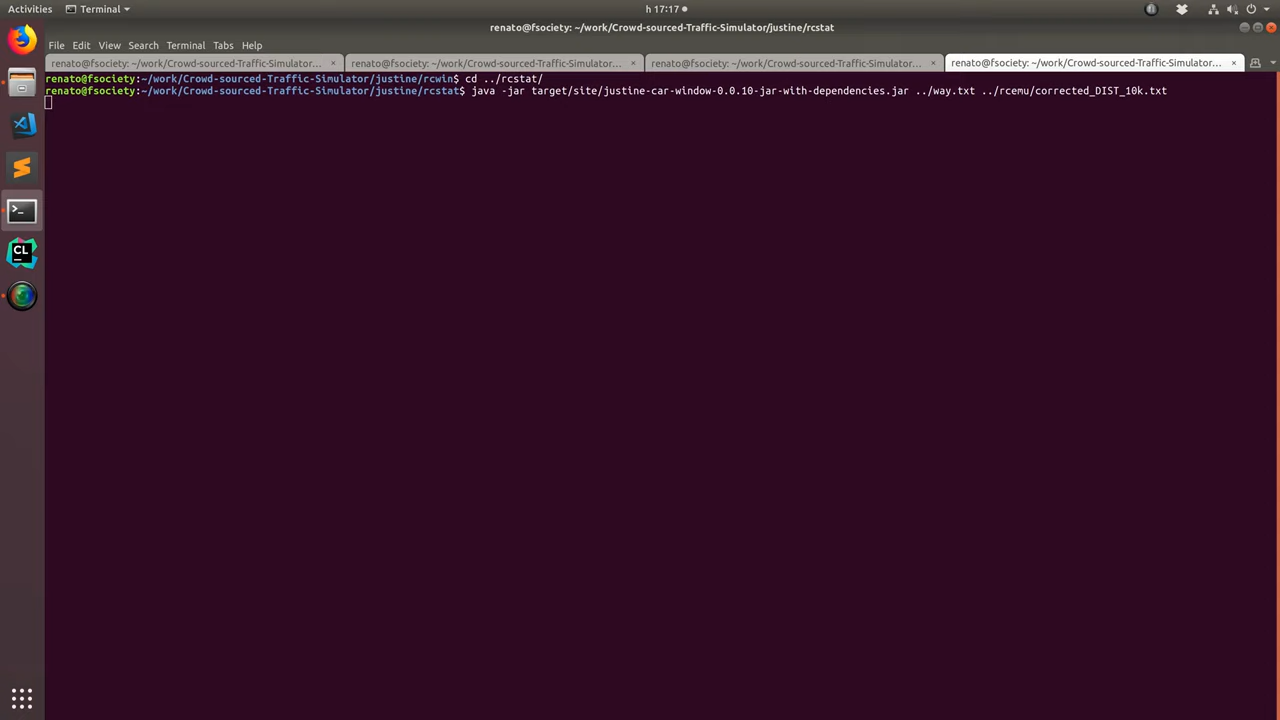 Activities Terminal h 17:17
renato@fsociety: ~/work/Crowd-sourced-Traffic-Simulator/justine/rcstat
File Edit View Search Terminal Tabs Help
renato@fsociety: ~/work/Crowd-sourced-Traffic-Simulator... × renato@fsociety: ~/work/Crowd-sourced-Traffic-Simulator... × renato@fsociety: ~/work/Crowd-sourced-Traffic-Simulator... × renato@fsociety: ~/work/Crowd-sourced-Traffic-Simulator... ×
renato@fsociety:~/work/Crowd-sourced-Traffic-Simulator/justine/rcwin$ cd ../rcstat/
renato@fsociety:~/work/Crowd-sourced-Traffic-Simulator/justine/rcstat$ java -jar target/site/justine-car-window-0.0.10-jar-with-dependencies.jar ../way.txt ../rcemu/corrected_DIST_10k.txt
>_
CL